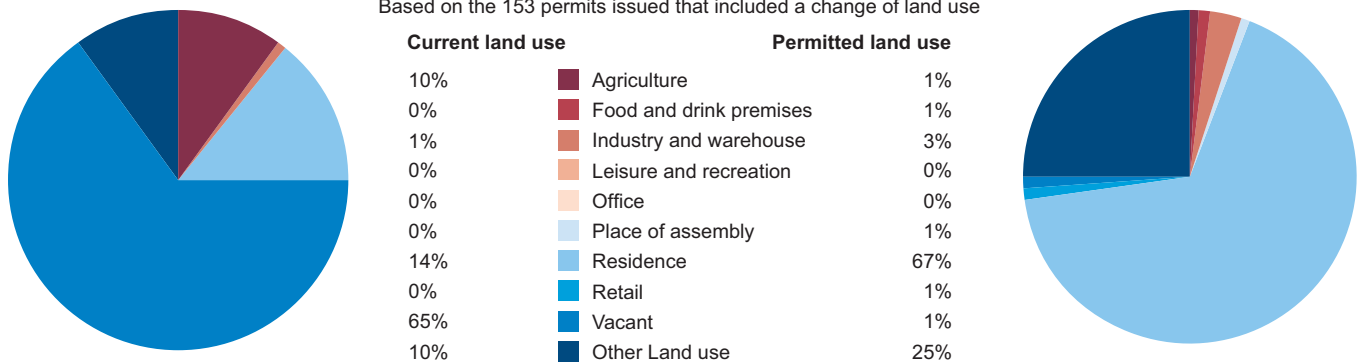 Based on the 153 permits issued that included a change of land use
Current land use Permitted land use
10% Agriculture 1%
0% Food and drink premises 1%
1% Industry and warehouse 3%
0% Leisure and recreation 0%
0% Office 0%
0% Place of assembly 1%
14% Residence 67%
0% Retail 1%
65% Vacant 1%
10% Other Land use 25%